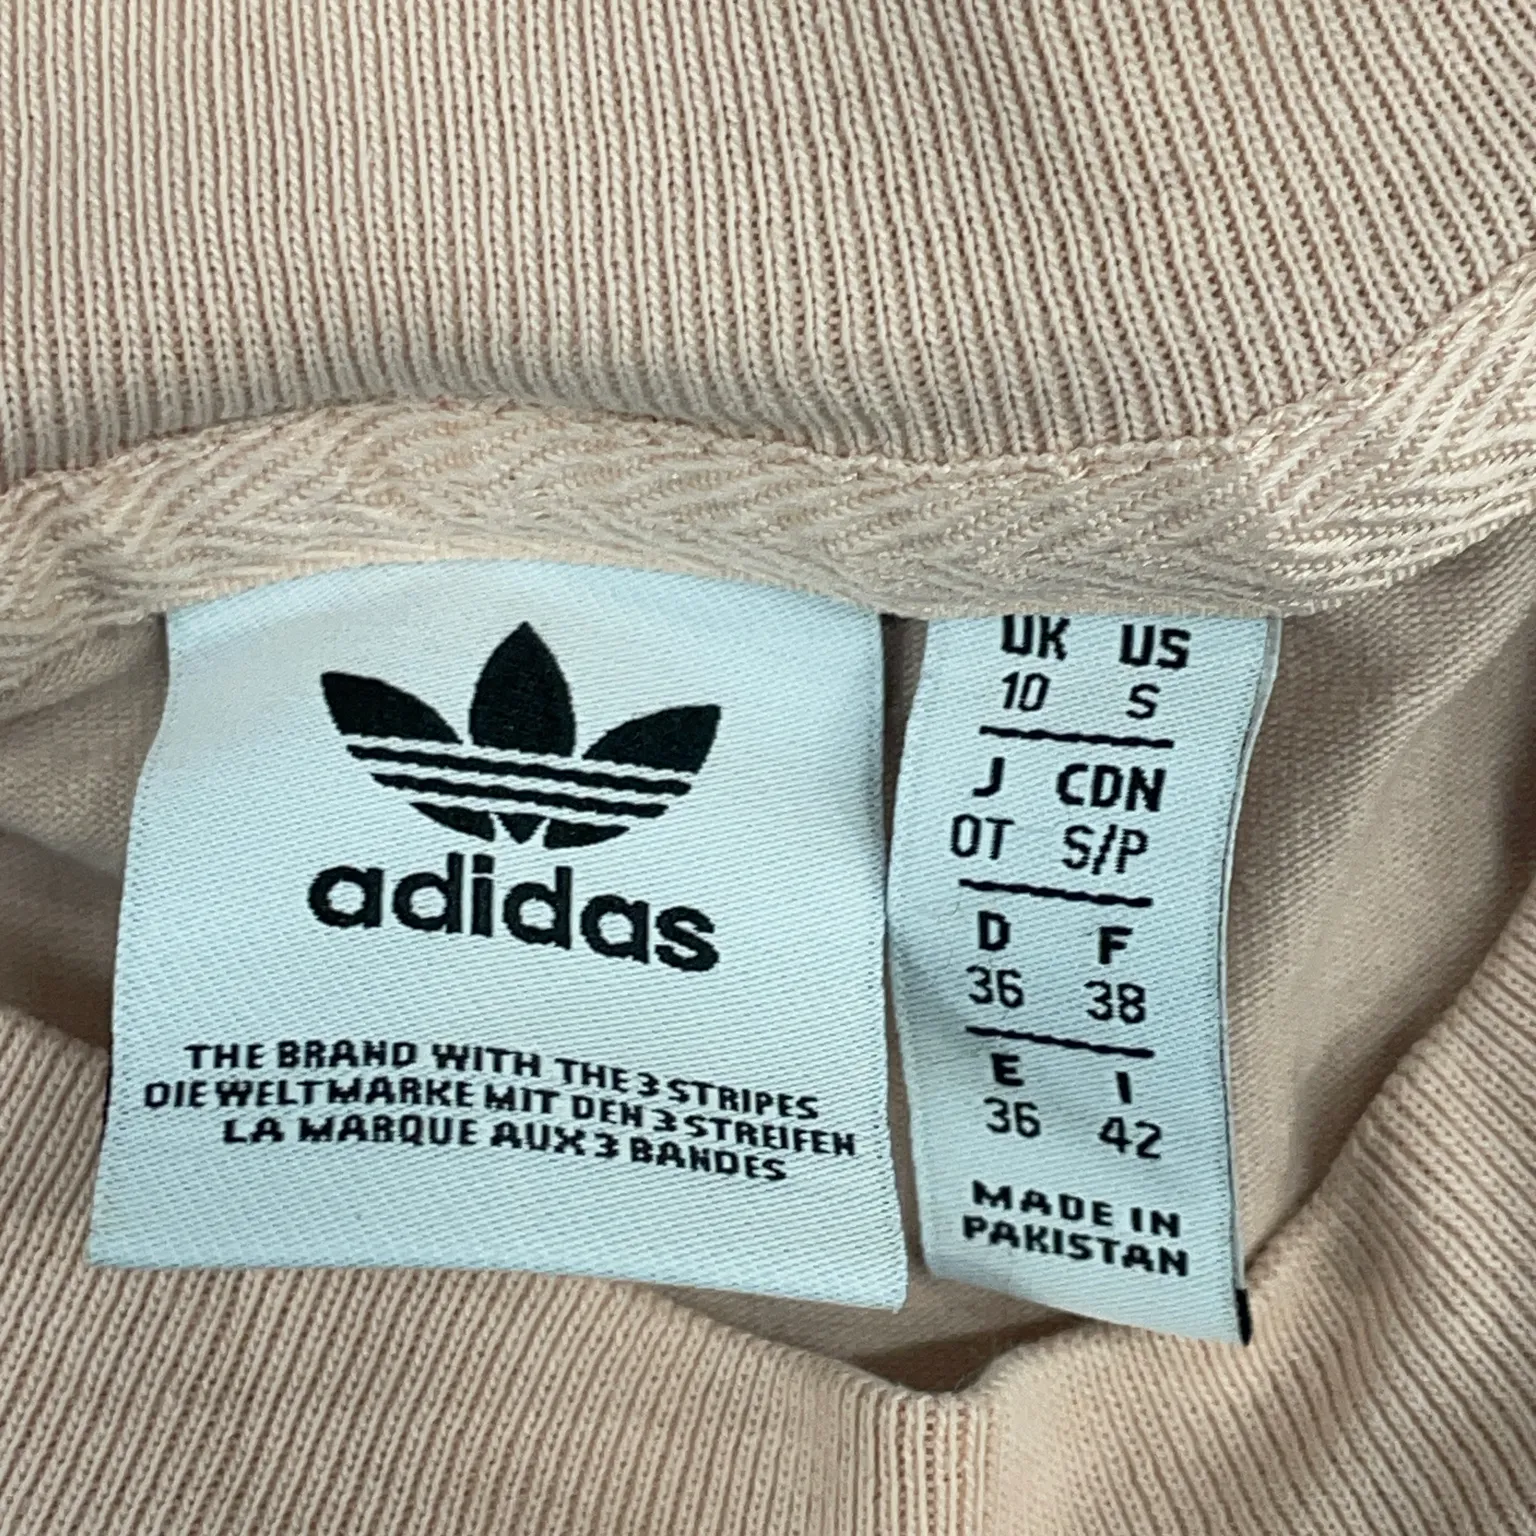 adidas
THE BRAND WITH THE 3 STRIPES
DIE WELTMARKE MIT DEN 3 STREIFEN
LA MARQUE AUX 3 BANDES
UK US
10 S
J CDN
OT S/P
D F
36 38
E I
36 42
MADE IN
PAKISTAN